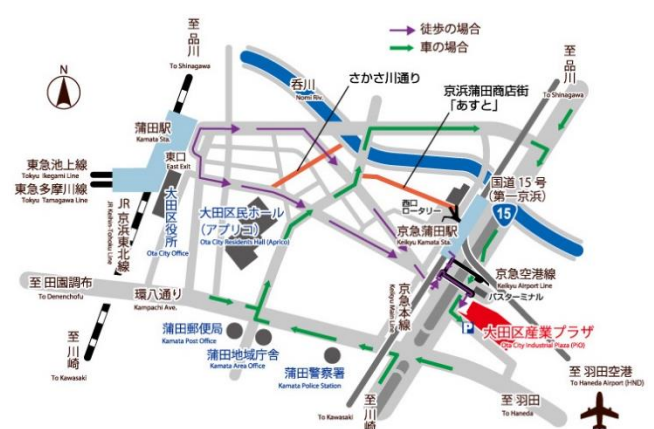 徒歩の場合
車の場合
至品川
To Shinagawa
至品川
To Shinagawa
N
呑川
Nomi Riv.
さかさ川通り
京浜蒲田商店街
「あすと」
蒲田駅
Kamata Sta.
東口
East Exit
東急池上線
Tokyu Ikegami Line
東急多摩川線
Tokyu Tamagawa Line
JR京浜東北線
JR Keihin-Tohoku Line
大田区役所
Ota City Office
大田区民ホール
(アプリコ)
Ota City Residents Hall (Aprico)
西口
ロータリー
国道15号
(第一京浜)
15
京急蒲田駅
Keikyu Kamata Sta.
京急空港線
Keikyu Airport Line
バスターミナル
京急本線
Keikyu Main Line
至 田園調布
To Denenchofu
環八通り
Kampachi Ave.
蒲田郵便局
Kamata Post Office
蒲田地域庁舎
Kamata Area Office
蒲田警察署
Kamata Police Station
P
大田区産業プラザ
Ota City Industrial Plaza (PiO)
至川崎
To Kawasaki
To Kawasaki
至川崎
至 羽田
To Haneda
至 羽田空港
To Haneda Airport (HND)